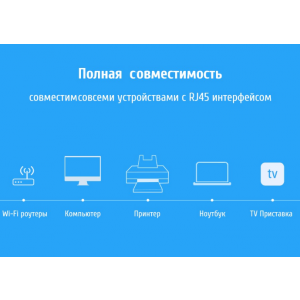 Полная совместимость
совместимсовсеми устройствами с RJ45 интерфейсом
tv
Wi-Fi роутеры
Компьютер
Принтер
Ноутбук
TV Приставка